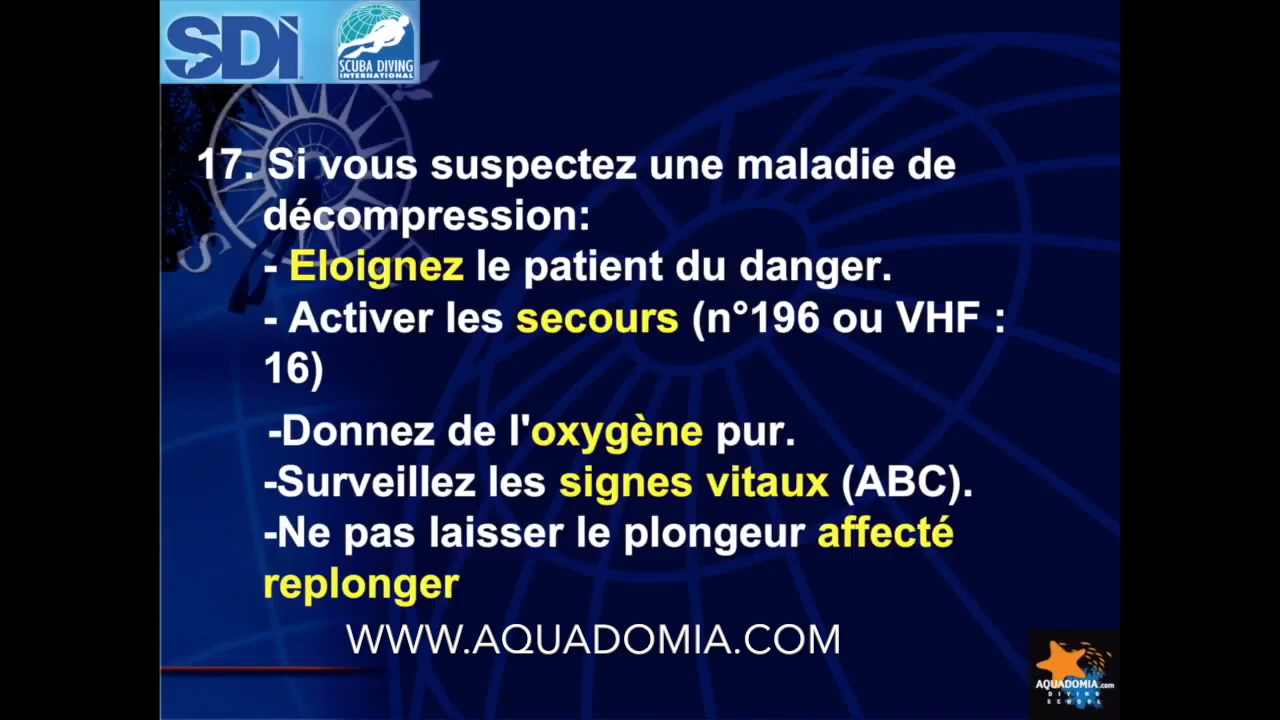 SDI
SCUBA DIVING
INTERNATIONAL
17. Si vous suspectez une maladie de
décompression:
- Eloignez le patient du danger.
- Activer les secours (n°196 ou VHF :
16)
-Donnez de l'oxygène pur.
-Surveillez les signes vitaux (ABC).
-Ne pas laisser le plongeur affecté
replonger
WWW.AQUADOMIA.COM
AQUADOMIA.com
DIVING
SCHOOL
S